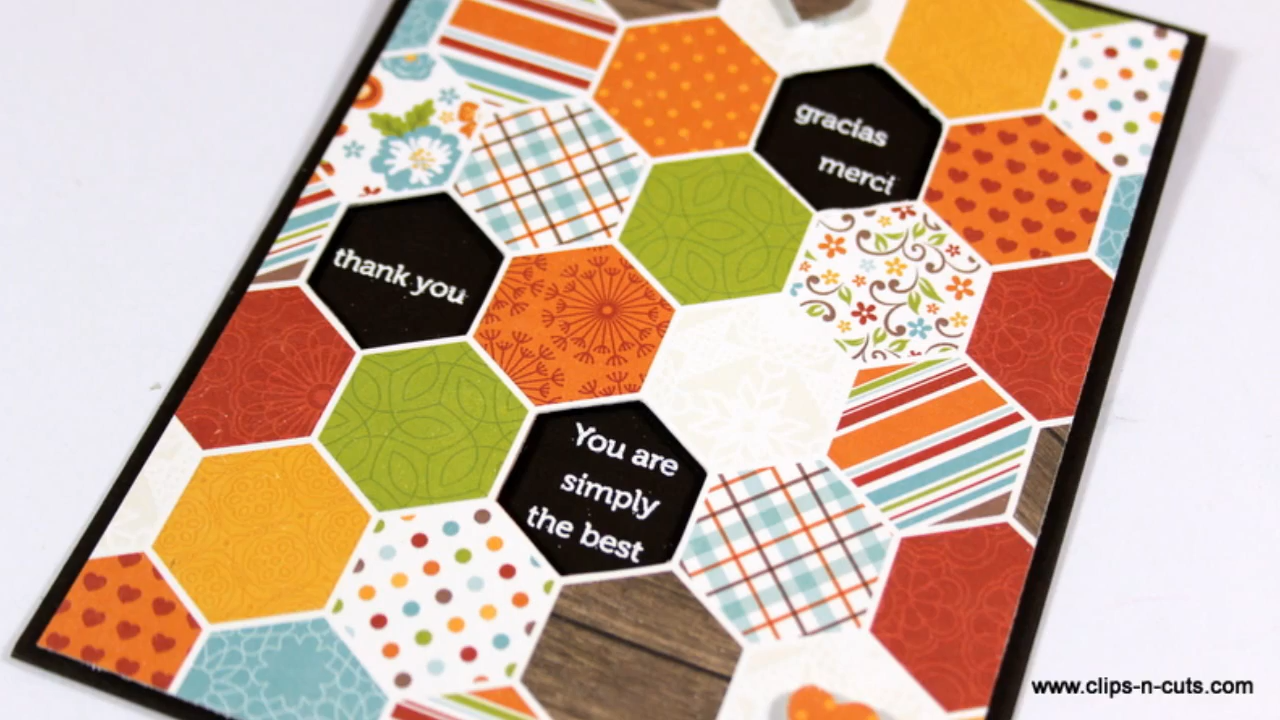 gracias
merci
thank you
You are
simply
the best
www.clips-n-cuts.com